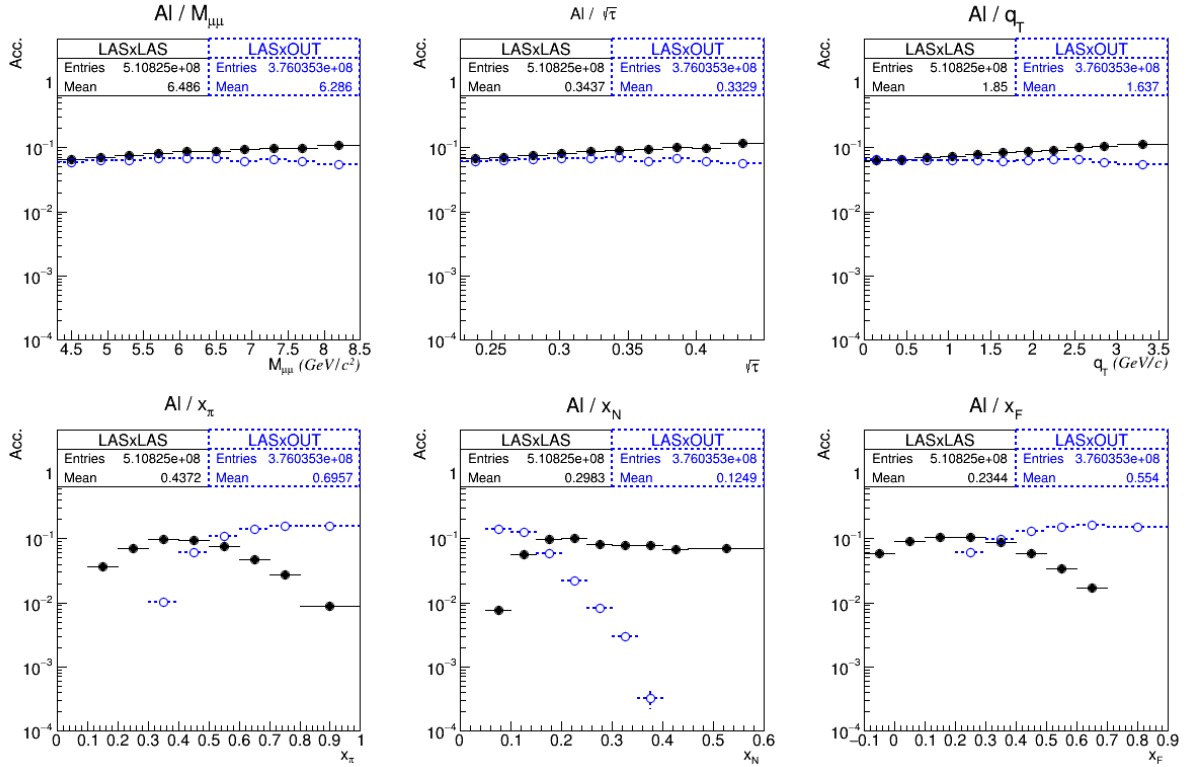 Al / M_μμ
Acc.
LASxLAS LASxOUT
Entries 5.10825e+08 Entries 3.760353e+08
Mean 6.486 Mean 6.286
1
10⁻¹
10⁻²
10⁻³
10⁻⁴
4.5 5 5.5 6 6.5 7 7.5 8 8.5
M_μμ (GeV/c²)
Al / √τ
Acc.
LASxLAS LASxOUT
Entries 5.10825e+08 Entries 3.760353e+08
Mean 0.3437 Mean 0.3329
1
10⁻¹
10⁻²
10⁻³
10⁻⁴
0.25 0.3 0.35 0.4 0.45
√τ
Al / q_T
Acc.
LASxLAS LASxOUT
Entries 5.10825e+08 Entries 3.760353e+08
Mean 1.85 Mean 1.637
1
10⁻¹
10⁻²
10⁻³
10⁻⁴
0 0.5 1 1.5 2 2.5 3 3.5
q_T (GeV/c)
Al / x_π
Acc.
LASxLAS LASxOUT
Entries 5.10825e+08 Entries 3.760353e+08
Mean 0.4372 Mean 0.6957
1
10⁻¹
10⁻²
10⁻³
10⁻⁴
0 0.1 0.2 0.3 0.4 0.5 0.6 0.7 0.8 0.9 1
x_π
Al / x_N
Acc.
LASxLAS LASxOUT
Entries 5.10825e+08 Entries 3.760353e+08
Mean 0.2983 Mean 0.1249
1
10⁻¹
10⁻²
10⁻³
10⁻⁴
0 0.1 0.2 0.3 0.4 0.5 0.6
x_N
Al / x_F
Acc.
LASxLAS LASxOUT
Entries 5.10825e+08 Entries 3.760353e+08
Mean 0.2344 Mean 0.554
1
10⁻¹
10⁻²
10⁻³
10⁻⁴
−0.1 0 0.1 0.2 0.3 0.4 0.5 0.6 0.7 0.8 0.9
x_F